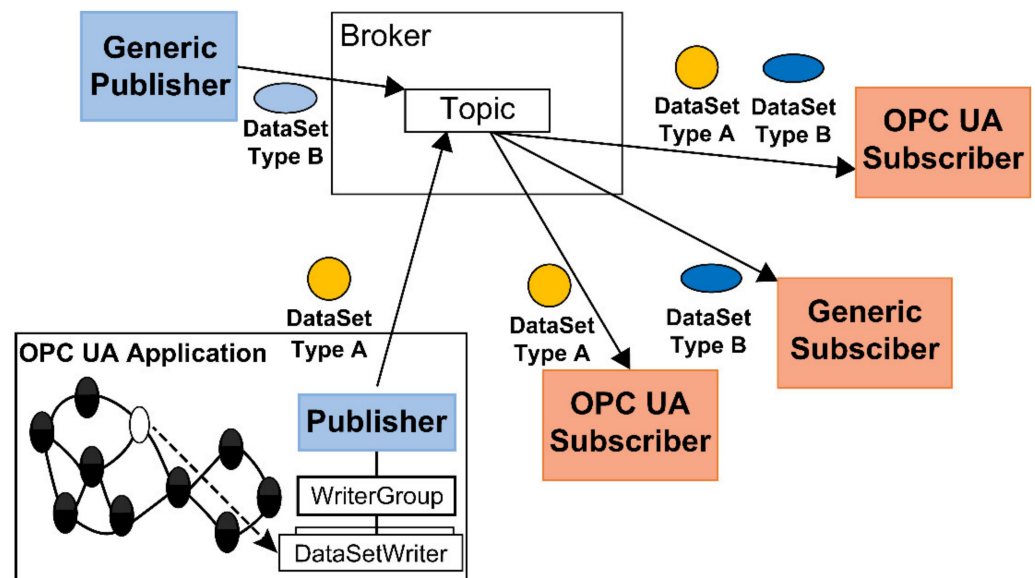 Generic
Publisher
DataSet
Type B
Broker
Topic
DataSet
Type A
DataSet
Type B
OPC UA
Subscriber
DataSet
Type A
DataSet
Type A
DataSet
Type B
Generic
Subsciber
OPC UA
Subscriber
OPC UA Application
Publisher
WriterGroup
DataSetWriter